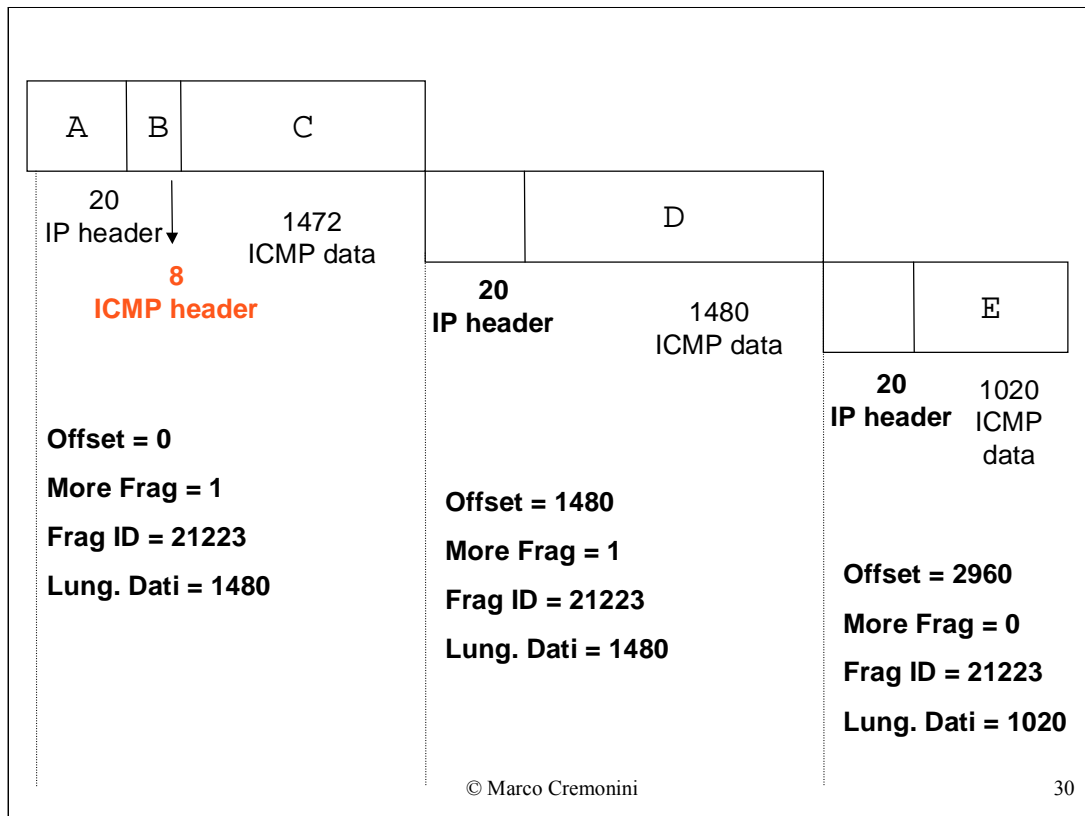 A B C
20
IP header
8
ICMP header
1472
ICMP data
D
20
IP header
1480
ICMP data
E
20
IP header
1020
ICMP
data
Offset = 0
More Frag = 1
Frag ID = 21223
Lung. Dati = 1480
Offset = 1480
More Frag = 1
Frag ID = 21223
Lung. Dati = 1480
Offset = 2960
More Frag = 0
Frag ID = 21223
Lung. Dati = 1020
© Marco Cremonini
30